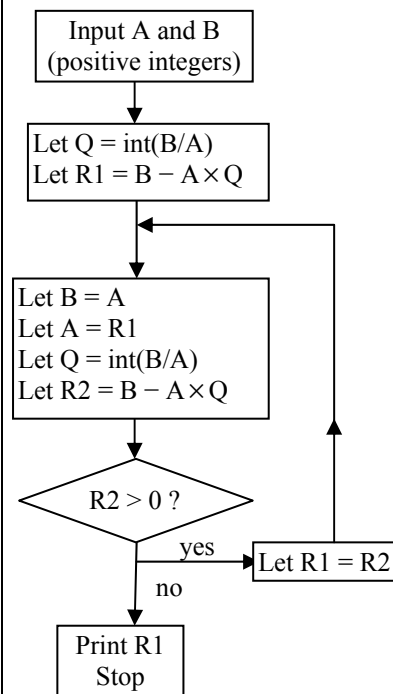 Input A and B
(positive integers)
Let Q = int(B/A)
Let R1 = B − A × Q
Let B = A
Let A = R1
Let Q = int(B/A)
Let R2 = B − A × Q
R2 > 0 ?
yes
Let R1 = R2
no
Print R1
Stop